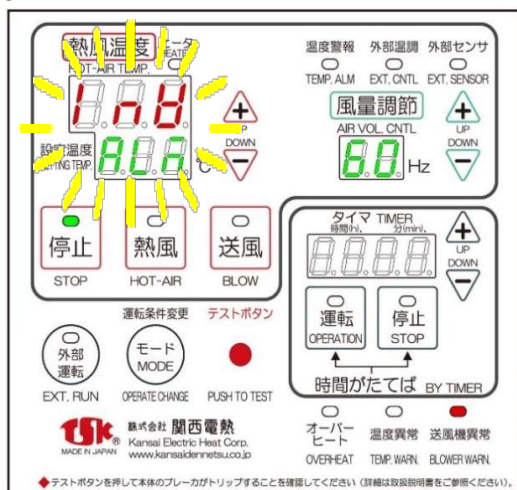 熱風温度 ヒータ
HEATER
HOT-AIR TEMP.
InU
設定温度
SETTING TEMP.
ALA
℃
UP
DOWN
停止
STOP
熱風
HOT-AIR
送風
BLOW
温度警報 外部温調 外部センサ
TEMP. ALM EXT. CNTL EXT. SENSOR
風量調節
AIR VOL. CNTL
60 Hz
UP
DOWN
タイマ TIMER
時間(h). 分(min).
8.8.8.8.
UP
DOWN
運転
OPERATION
停止
STOP
時間がたてば BY TIMER
外部
運転
EXT. RUN
運転条件変更
モード
MODE
OPERATE CHANGE
テストボタン
PUSH TO TEST
オーバー
ヒート
OVERHEAT
温度異常
TEMP. WARN.
送風機異常
BLOWER WARN.
TSK®
MADE IN JAPAN
株式会社 関西電熱
Kansai Electric Heat Corp.
www.kansaidennetsu.co.jp
◆テストボタンを押して本体のブレーカがトリップすることを確認してください(詳細は取扱説明書をご参照ください)。